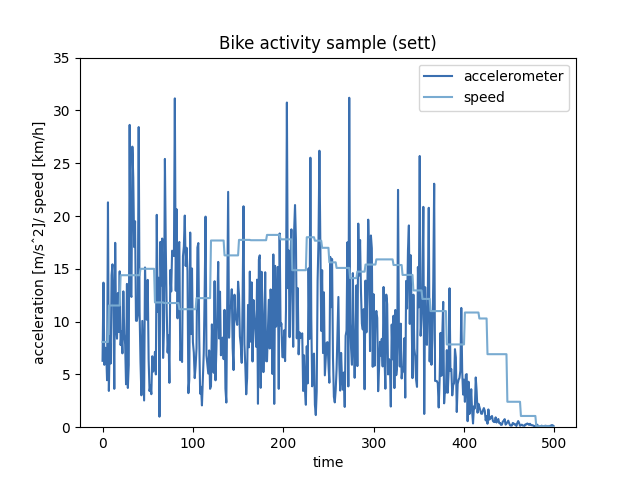 Bike activity sample (sett)
accelerometer
speed
acceleration [m/s^2]/ speed [km/h]
35
30
25
20
15
10
5
0
0
100
200
300
400
500
time